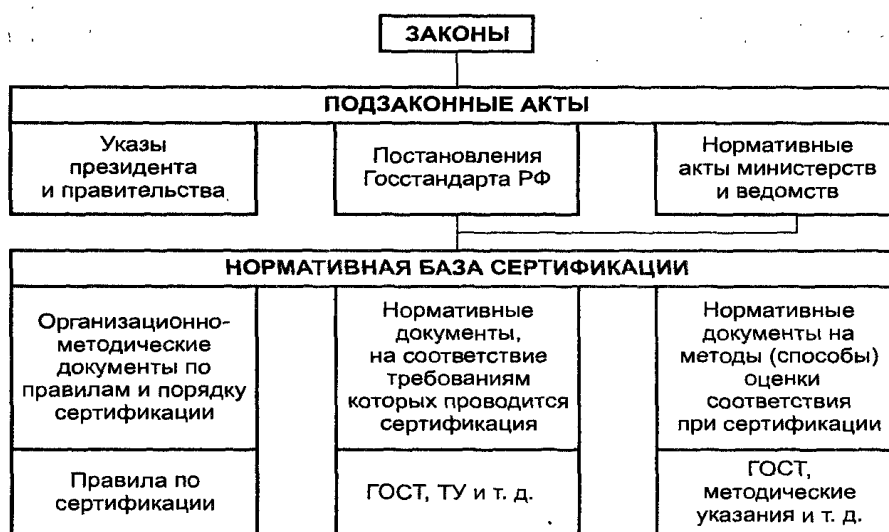 ЗАКОНЫ
ПОДЗАКОННЫЕ АКТЫ
Указы
президента
и правительства
Постановления
Госстандарта РФ
Нормативные
акты министерств
и ведомств
НОРМАТИВНАЯ БАЗА СЕРТИФИКАЦИИ
Организационно-
методические
документы по
правилам и порядку
сертификации
Нормативные
документы,
на соответствие
требованиям
которых проводится
сертификация
Нормативные
документы на
методы (способы)
оценки
соответствия
при сертификации
Правила по
сертификации
ГОСТ, ТУ и т. д.
ГОСТ,
методические
указания и т. д.